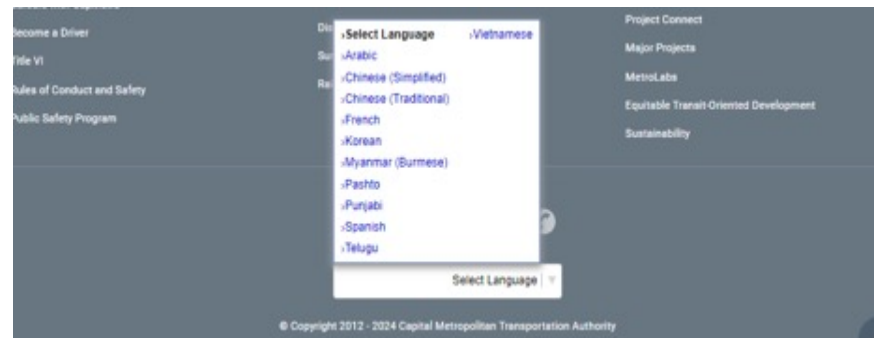 Become a Driver
Title VI
Rules of Conduct and Safety
Public Safety Program
›Select Language
›Arabic
›Chinese (Simplified)
›Chinese (Traditional)
›French
›Korean
›Myanmar (Burmese)
›Pashto
›Punjabi
›Spanish
›Telugu
›Vietnamese
Project Connect
Major Projects
MetroLabs
Equitable Transit-Oriented Development
Sustainability
Select Language
© Copyright 2012 - 2024 Capital Metropolitan Transportation Authority